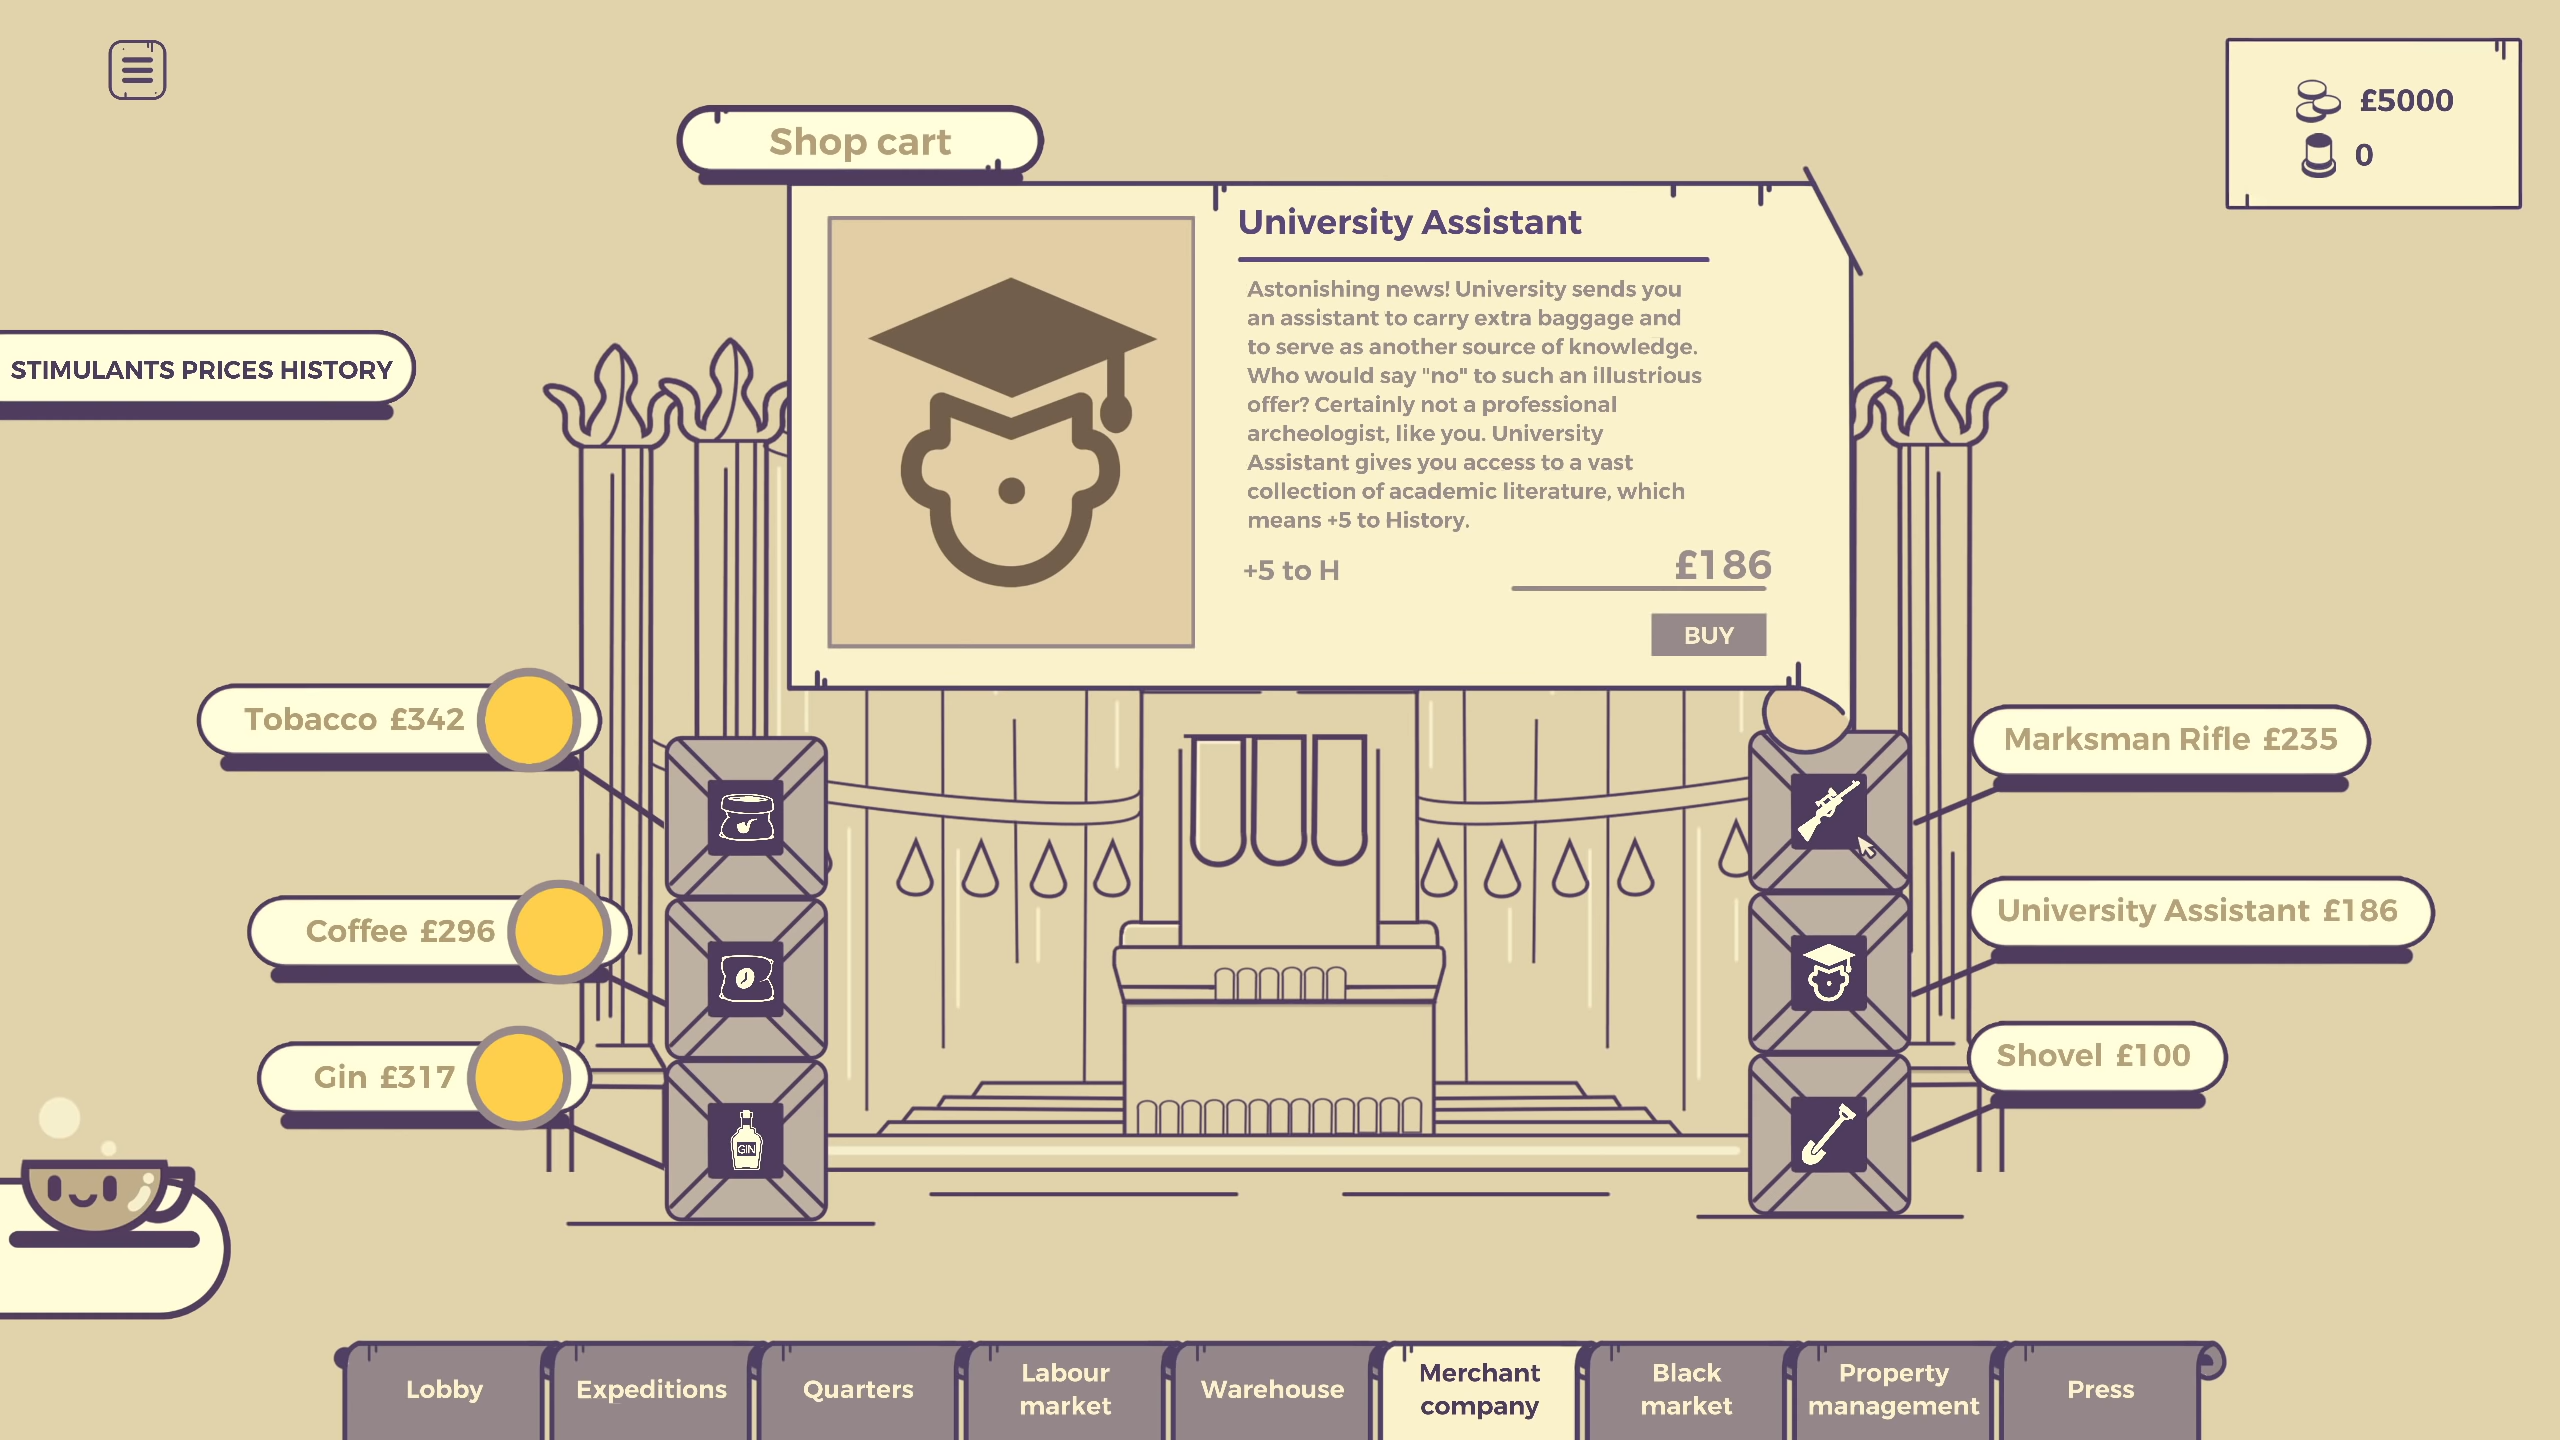 £5000
0
Shop cart
University Assistant
Astonishing news! University sends you
an assistant to carry extra baggage and
to serve as another source of knowledge.
Who would say "no" to such an illustrious
offer? Certainly not a professional
archeologist, like you. University
Assistant gives you access to a vast
collection of academic literature, which
means +5 to History.
+5 to H
£186
BUY
STIMULANTS PRICES HISTORY
Tobacco £342
Coffee £296
Gin £317
GIN
Marksman Rifle £235
University Assistant £186
Shovel £100
Lobby
Expeditions
Quarters
Labour
market
Warehouse
Merchant
company
Black
market
Property
management
Press